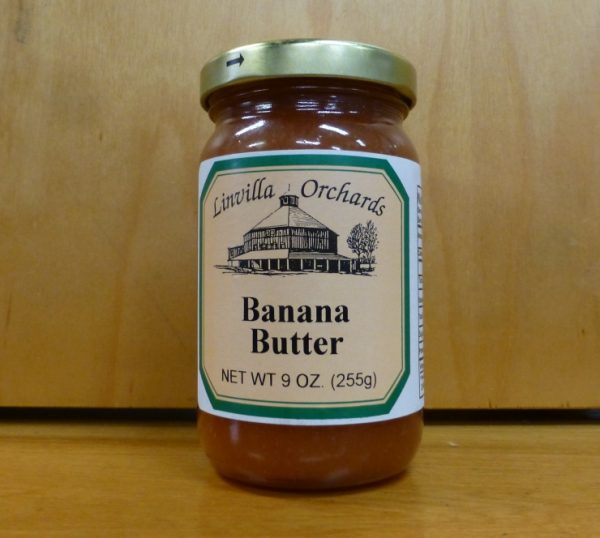 Linvilla Orchards
Banana
Butter
NET WT 9 OZ. (255g)